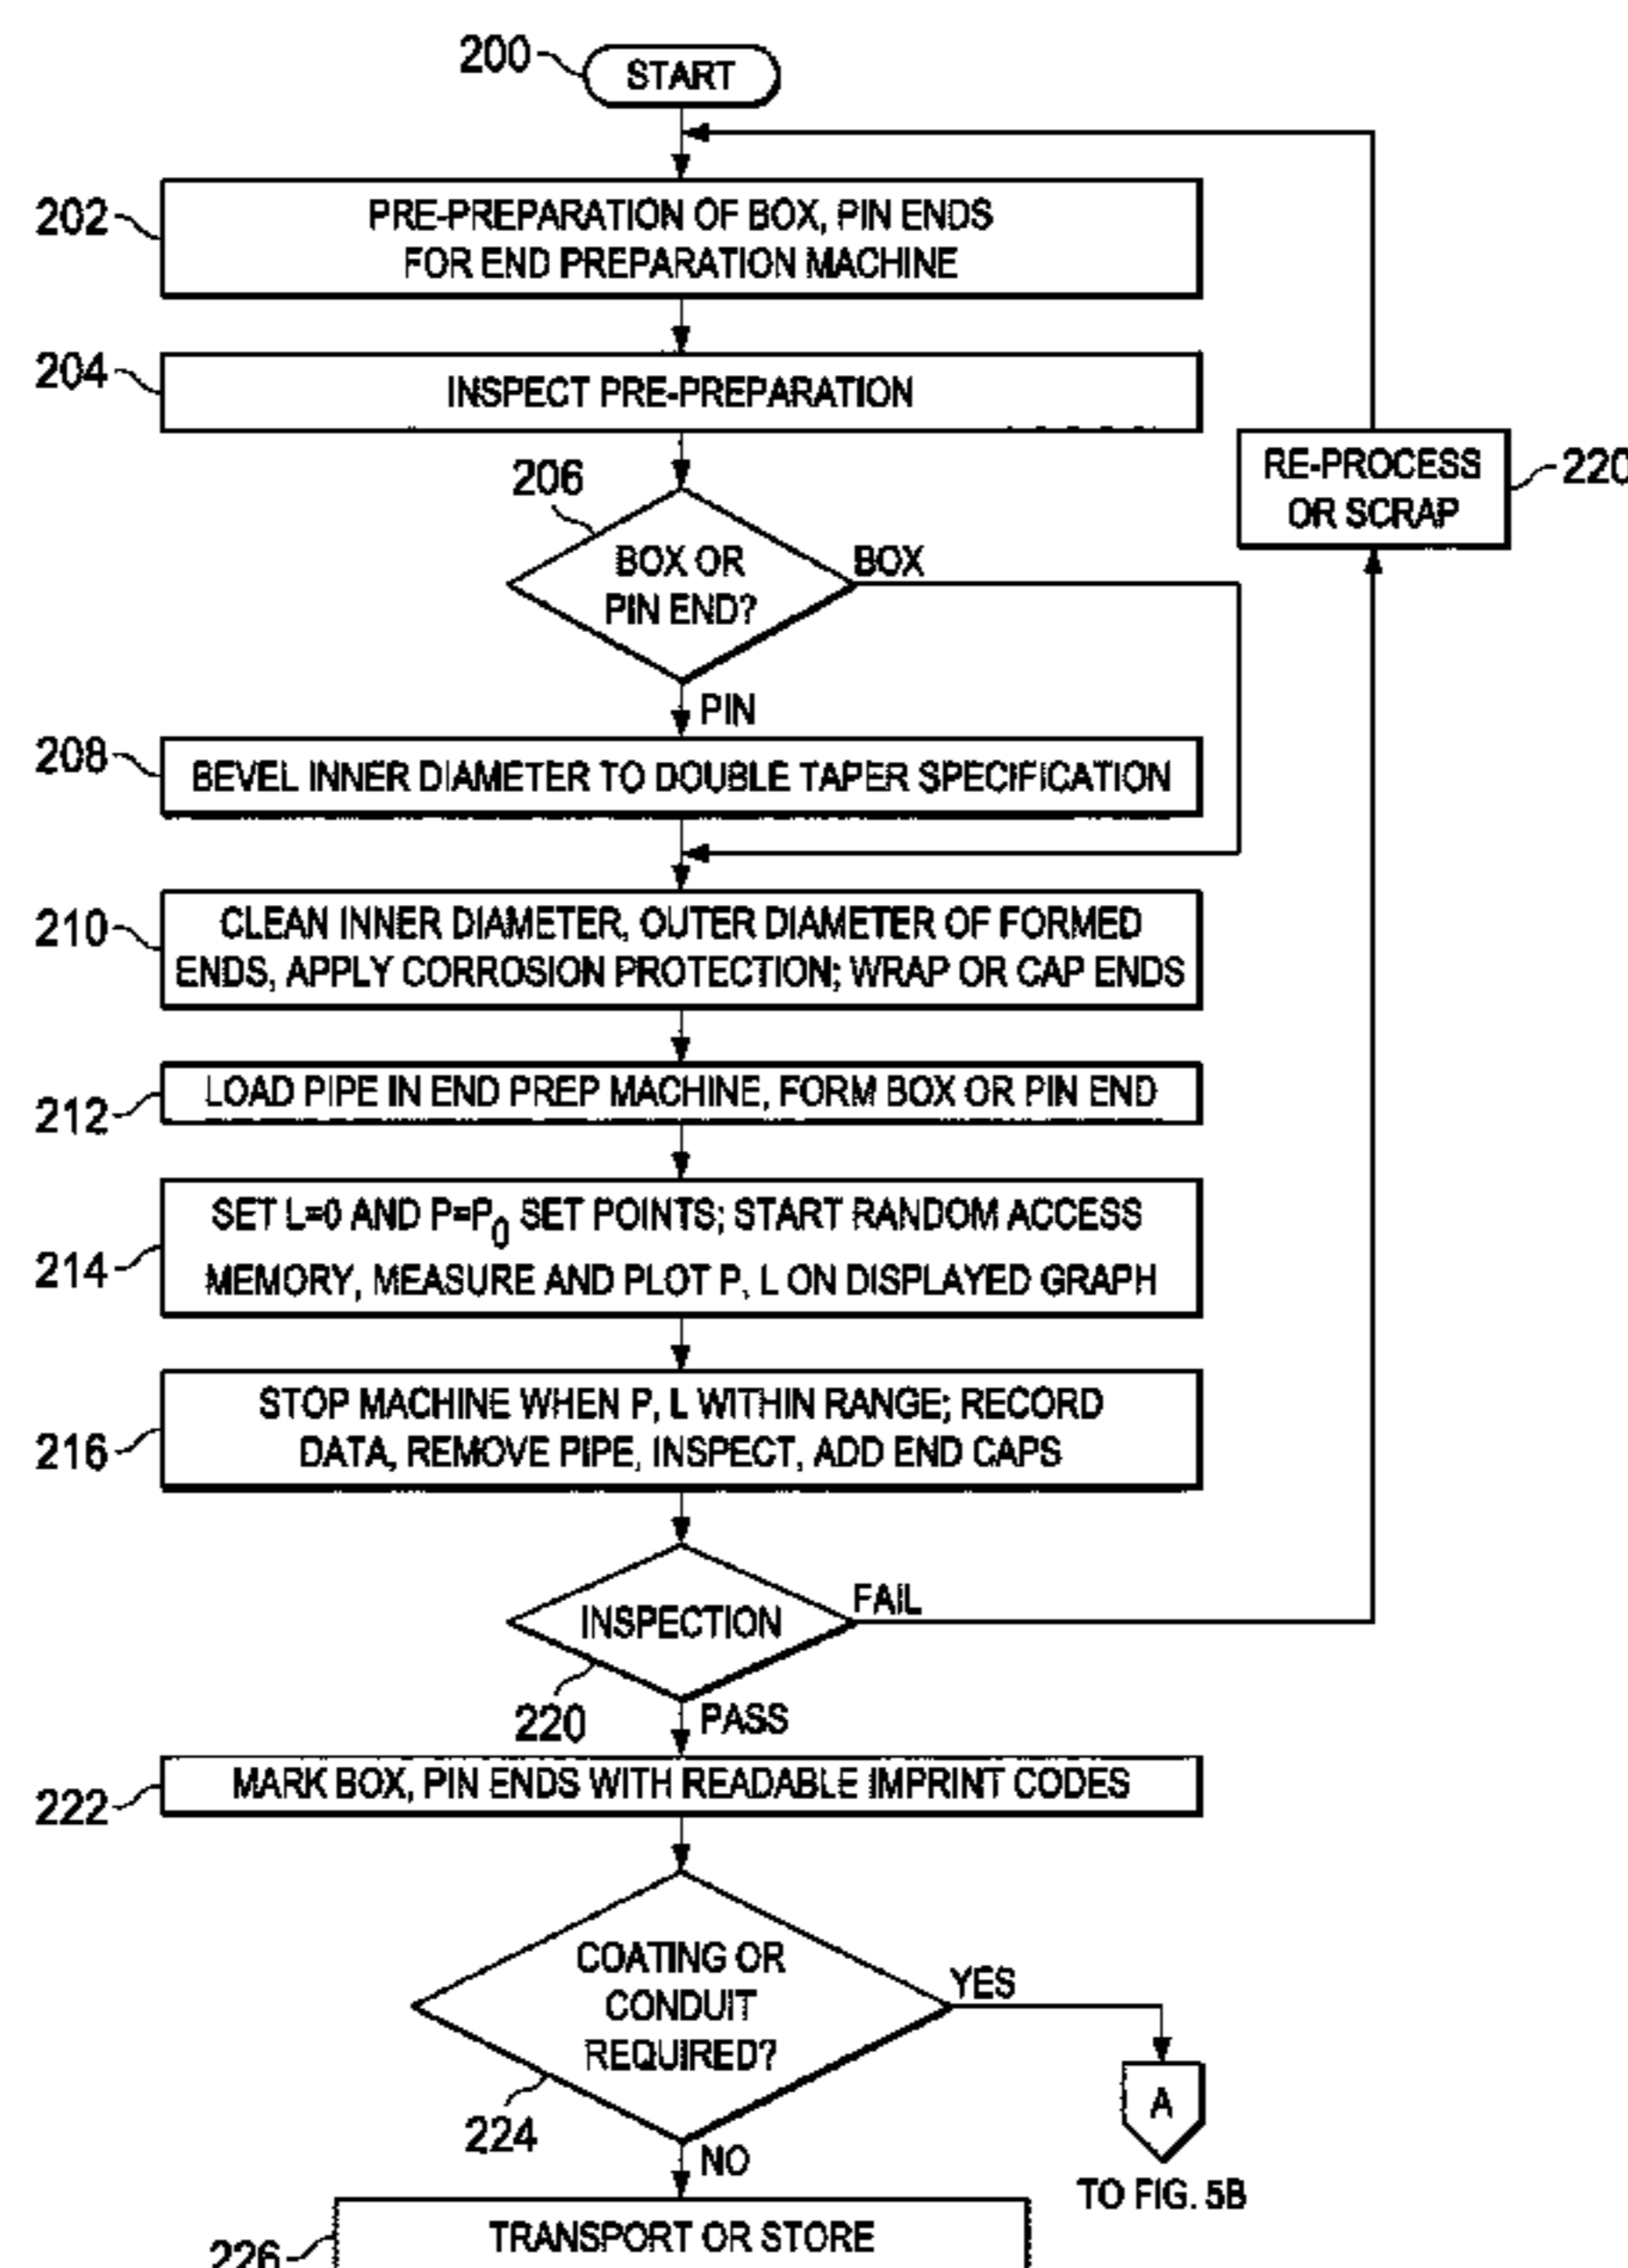 200
START
202
PRE-PREPARATION OF BOX, PIN ENDS
FOR END PREPARATION MACHINE
204
INSPECT PRE-PREPARATION
RE-PROCESS
OR SCRAP
220
206
BOX OR
PIN END?
BOX
PIN
208
BEVEL INNER DIAMETER TO DOUBLE TAPER SPECIFICATION
210
CLEAN INNER DIAMETER, OUTER DIAMETER OF FORMED
ENDS, APPLY CORROSION PROTECTION; WRAP OR CAP ENDS
212
LOAD PIPE IN END PREP MACHINE, FORM BOX OR PIN END
214
SET L=0 AND P=P0 SET POINTS; START RANDOM ACCESS
MEMORY, MEASURE AND PLOT P, L ON DISPLAYED GRAPH
216
STOP MACHINE WHEN P, L WITHIN RANGE; RECORD
DATA, REMOVE PIPE, INSPECT, ADD END CAPS
INSPECTION
FAIL
220
PASS
222
MARK BOX, PIN ENDS WITH READABLE IMPRINT CODES
COATING OR
CONDUIT
REQUIRED?
YES
224
NO
A
TO FIG. 5B
226
TRANSPORT OR STORE